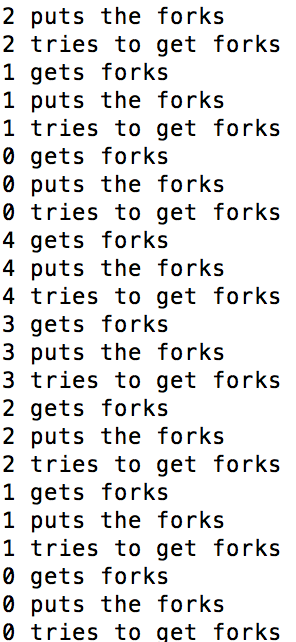 2 puts the forks
2 tries to get forks
1 gets forks
1 puts the forks
1 tries to get forks
0 gets forks
0 puts the forks
0 tries to get forks
4 gets forks
4 puts the forks
4 tries to get forks
3 gets forks
3 puts the forks
3 tries to get forks
2 gets forks
2 puts the forks
2 tries to get forks
1 gets forks
1 puts the forks
1 tries to get forks
0 gets forks
0 puts the forks
0 tries to get forks